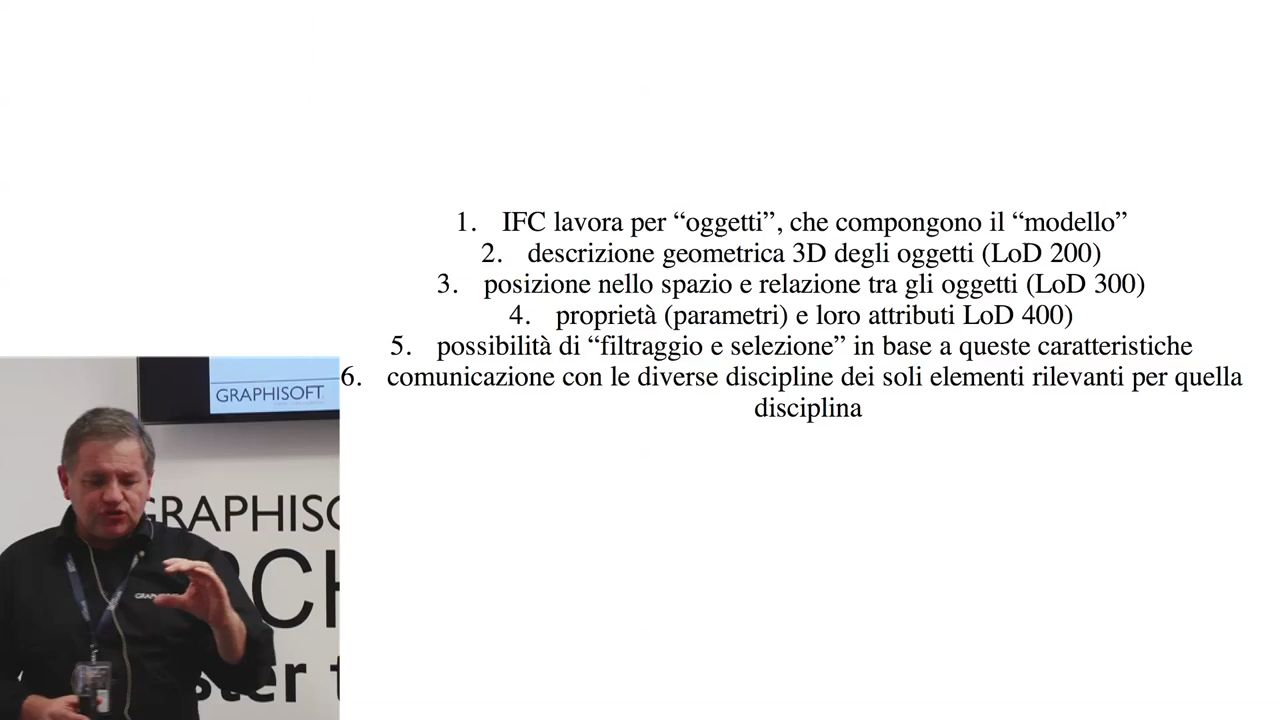 1. IFC lavora per “oggetti”, che compongono il “modello”
2. descrizione geometrica 3D degli oggetti (LoD 200)
3. posizione nello spazio e relazione tra gli oggetti (LoD 300)
4. proprietà (parametri) e loro attributi LoD 400)
5. possibilità di “filtraggio e selezione” in base a queste caratteristiche
6. comunicazione con le diverse discipline dei soli elementi rilevanti per quella
disciplina
GRAPHISOFT